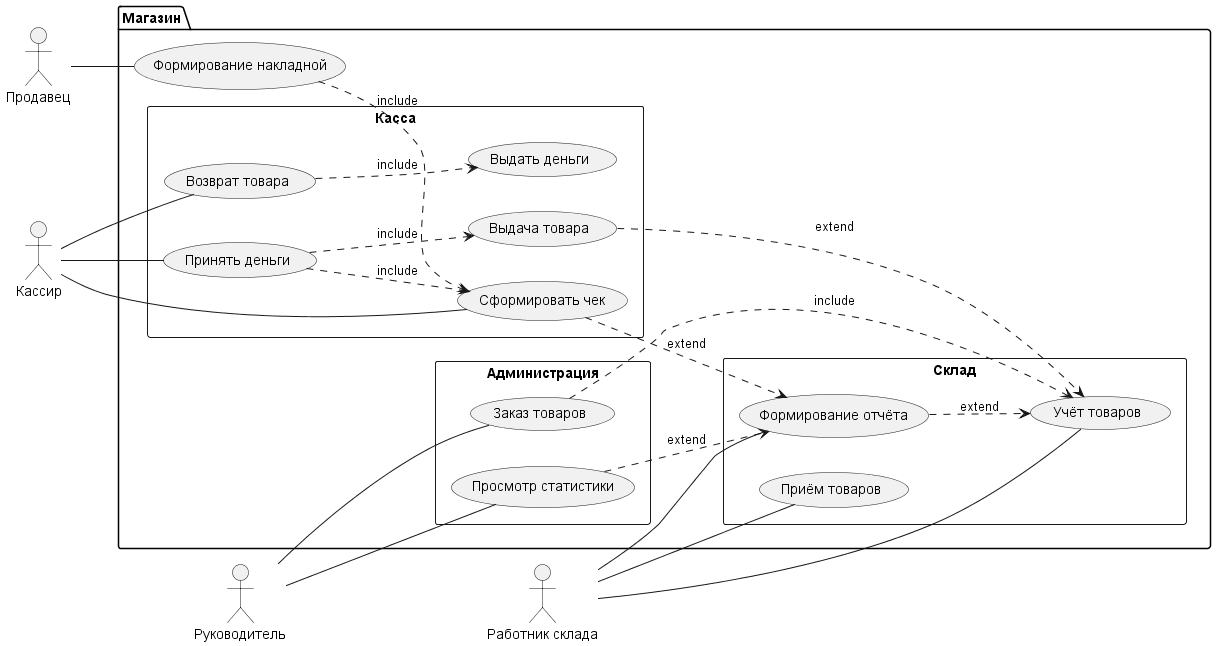 Магазин
Продавец
Формирование накладной
include
Касса
Возврат товара
include
Выдать деньги
Кассир
Принять деньги
include
Выдача товара
extend
include
Сформировать чек
include
extend
Администрация
Склад
Заказ товаров
Формирование отчёта
extend
Учёт товаров
extend
Просмотр статистики
Приём товаров
Руководитель
Работник склада